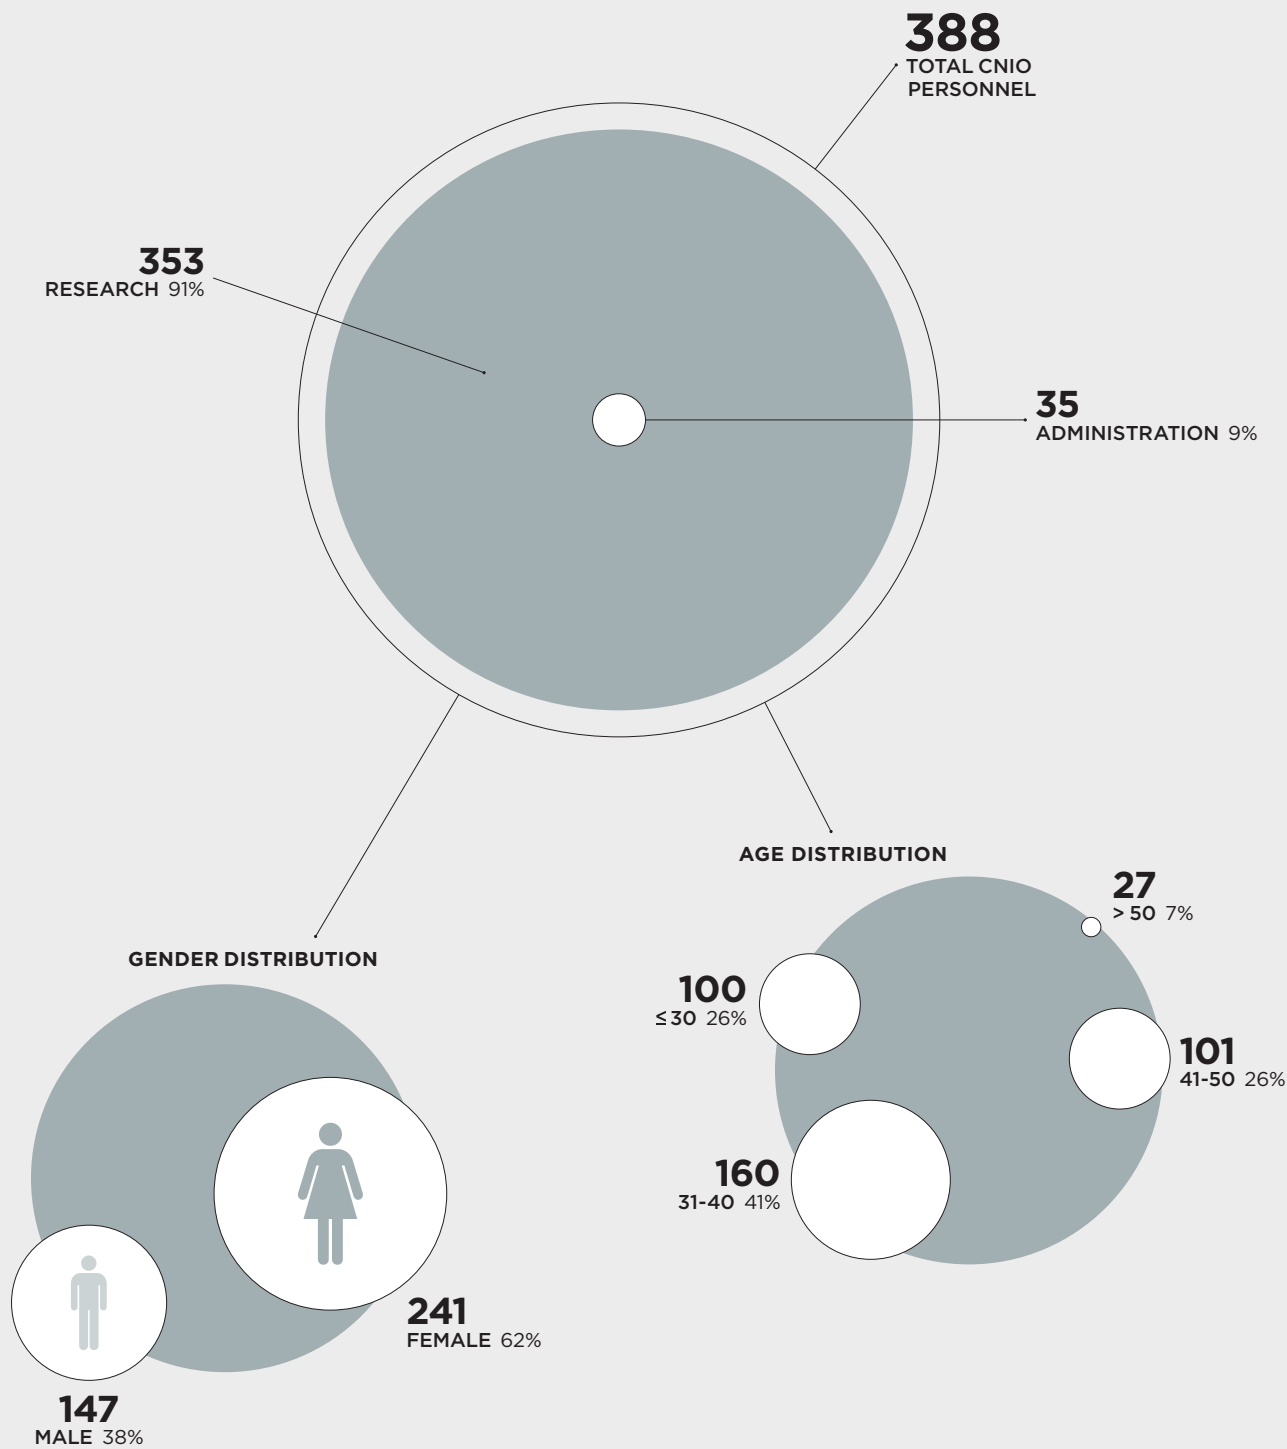 388
TOTAL CNIO
PERSONNEL
353
RESEARCH 91%
35
ADMINISTRATION 9%
AGE DISTRIBUTION
27
> 50 7%
GENDER DISTRIBUTION
100
≤ 30 26%
101
41-50 26%
160
31-40 41%
241
FEMALE 62%
147
MALE 38%